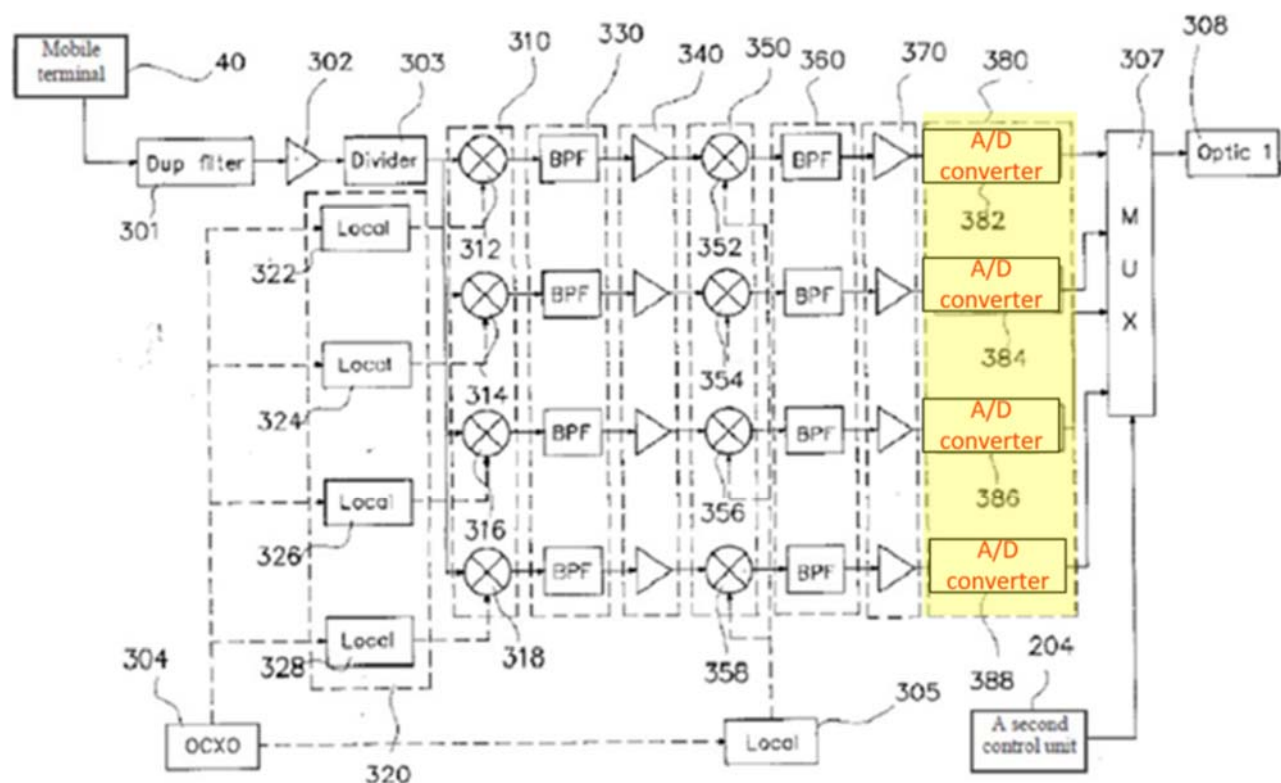 Mobile
terminal
40
302
303
310
330
340
350
360
370
380
307
308
Dup filter
Divider
BPF
BPF
A/D
converter
Optic 1
301
Local
322
312
352
382
M
U
X
BPF
BPF
A/D
converter
Local
324
314
354
384
BPF
BPF
A/D
converter
Local
326
316
356
386
BPF
BPF
A/D
converter
Local
328
318
358
388
304
320
305
204
OCXO
Local
A second
control unit